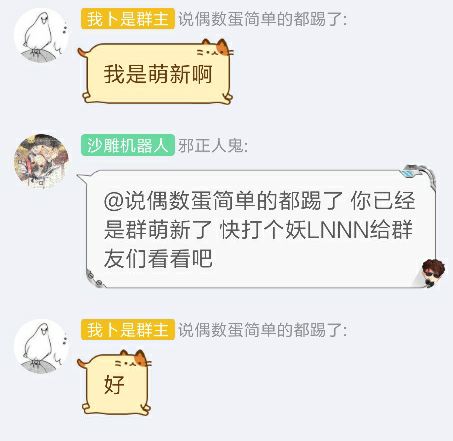 我卜是群主 说偶数蛋简单的都踢了:
我是萌新啊
沙雕机器人 邪正人鬼:
@说偶数蛋简单的都踢了 你已经
是群萌新了 快打个妖LNNN给群
友们看看吧
我卜是群主 说偶数蛋简单的都踢了:
好